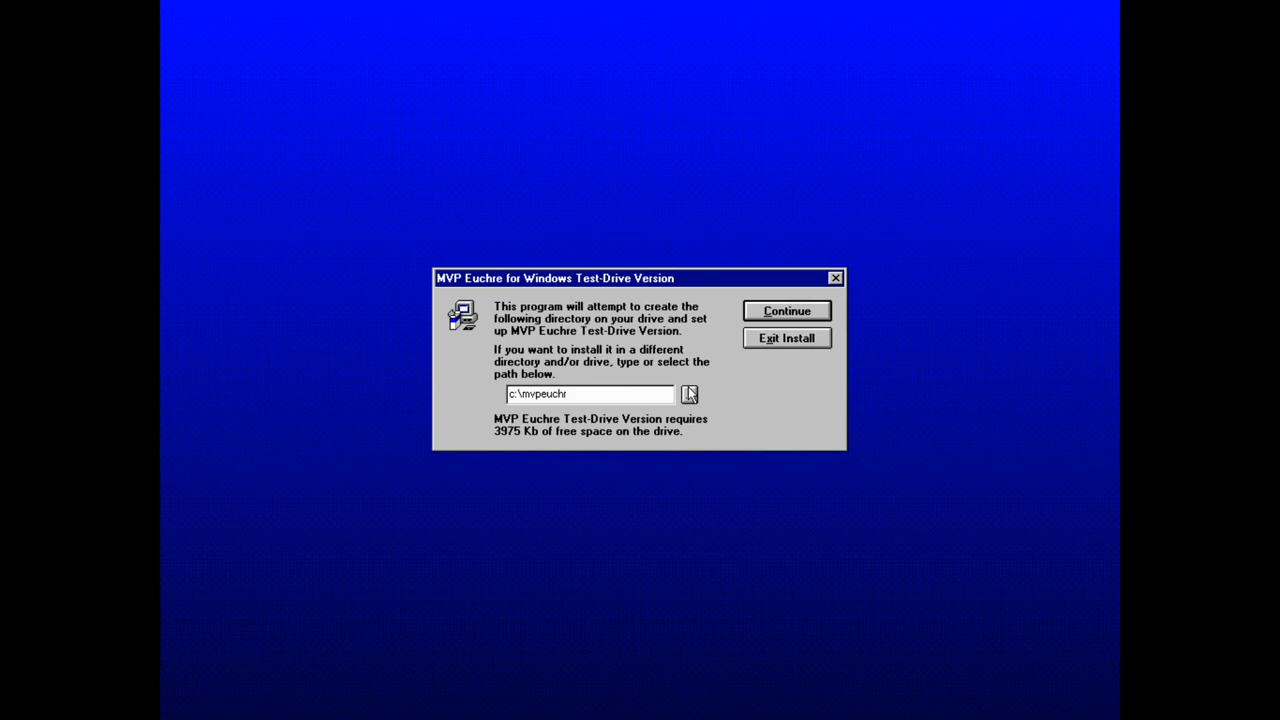 MVP Euchre for Windows Test-Drive Version
This program will attempt to create the
following directory on your drive and set
up MVP Euchre Test-Drive Version.
If you want to install it in a different
directory and/or drive, type or select the
path below.
c:\mvpeuchr
MVP Euchre Test-Drive Version requires
3975 Kb of free space on the drive.
Continue
Exit Install